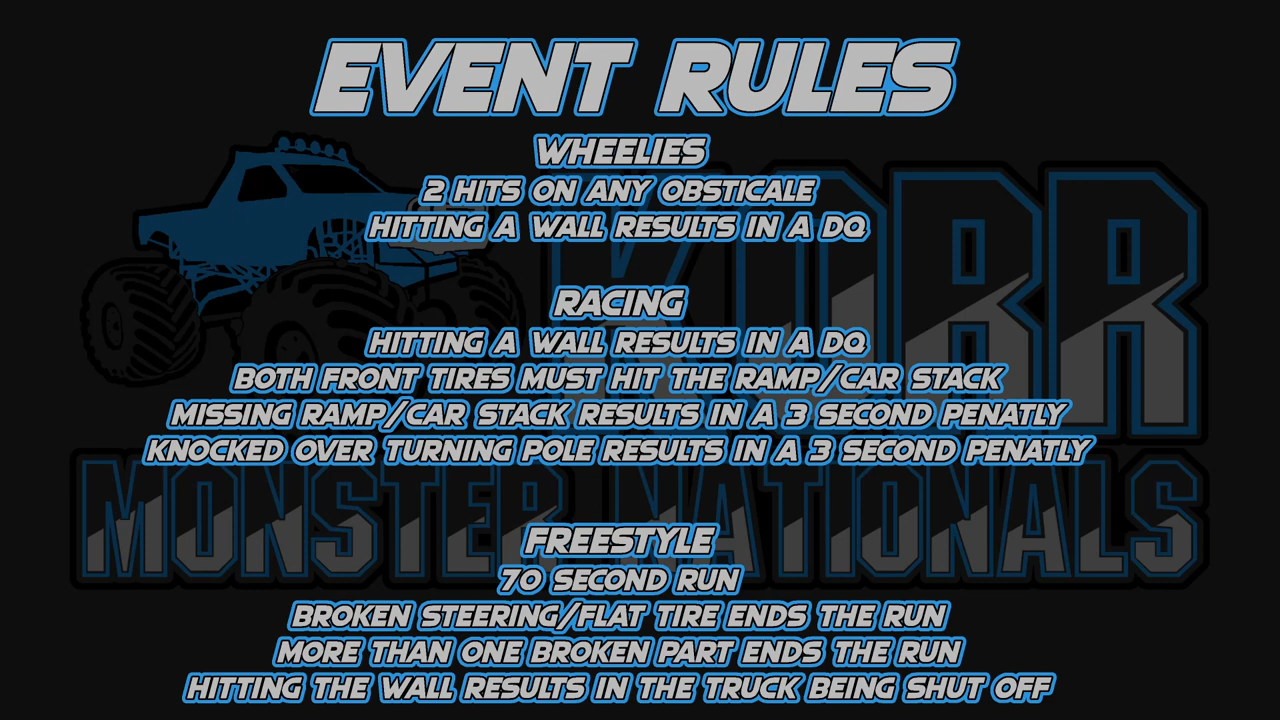 EVENT RULES
WHEELIES
2 HITS ON ANY OBSTICALE
HITTING A WALL RESULTS IN A DQ
RACING
HITTING A WALL RESULTS IN A DQ
BOTH FRONT TIRES MUST HIT THE RAMP/CAR STACK
MISSING RAMP/CAR STACK RESULTS IN A 3 SECOND PENATLY
KNOCKED OVER TURNING POLE RESULTS IN A 3 SECOND PENATLY
FREESTYLE
70 SECOND RUN
BROKEN STEERING/FLAT TIRE ENDS THE RUN
MORE THAN ONE BROKEN PART ENDS THE RUN
HITTING THE WALL RESULTS IN THE TRUCK BEING SHUT OFF
MONSTER NATIONALS